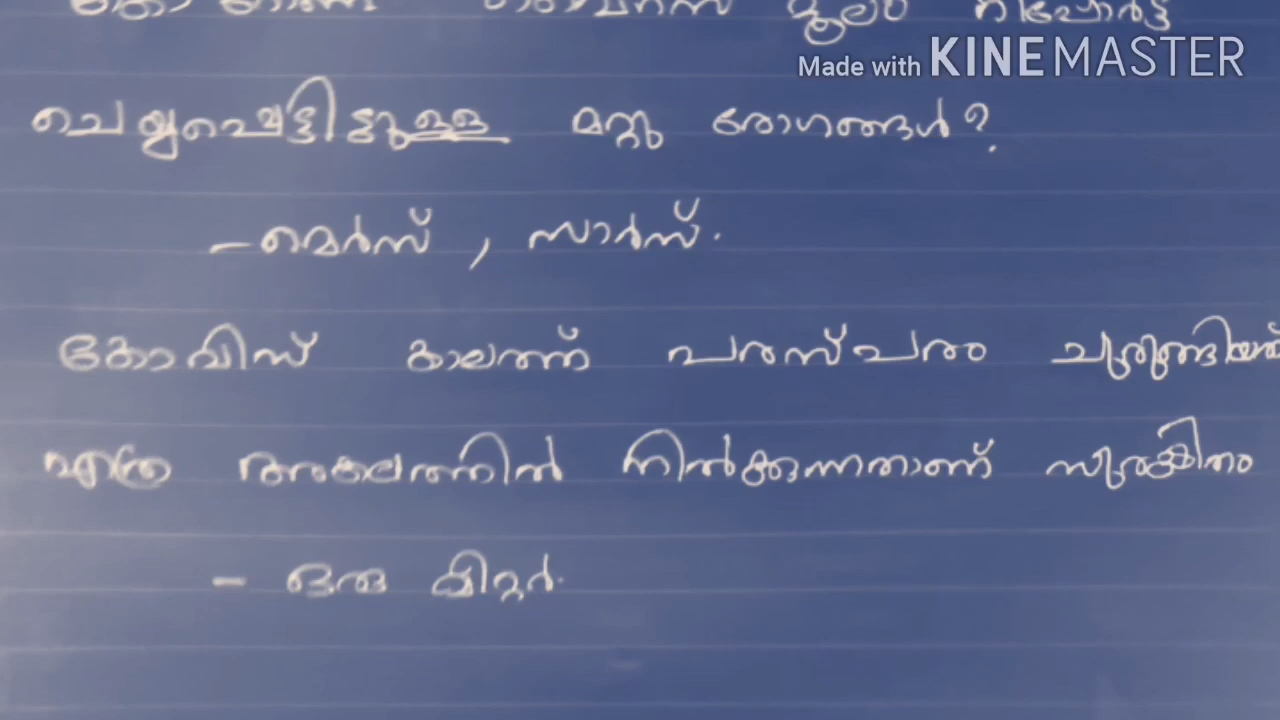 മൂലം റിപ്പോർട്ട്
Made with KINEMASTER
ചെയ്യപ്പെട്ടിട്ടുള്ള മറ്റു രോഗങ്ങൾ?
- മെർസ് , സാർസ്.
കോവിഡ് കാലത്ത് പരസ്പരം ചുരുങ്ങിയത്
എത്ര അകലത്തിൽ നിൽക്കുന്നതാണ് സുരക്ഷിതം
- ഒരു മീറ്റർ.